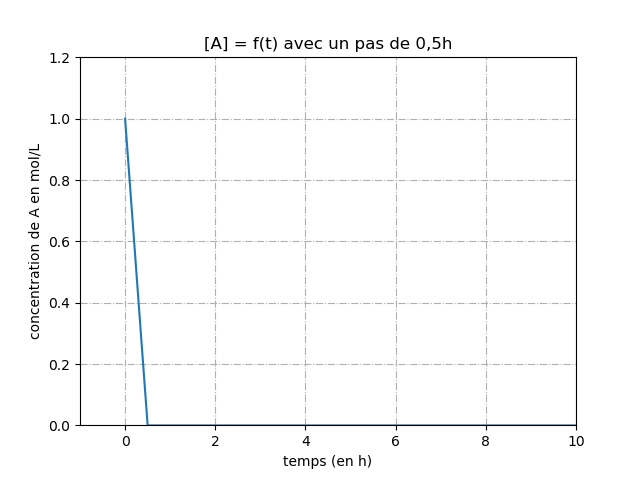 [A] = f(t) avec un pas de 0,5h
1.2
1.0
0.8
0.6
0.4
0.2
0.0
concentration de A en mol/L
0 2 4 6 8 10
temps (en h)